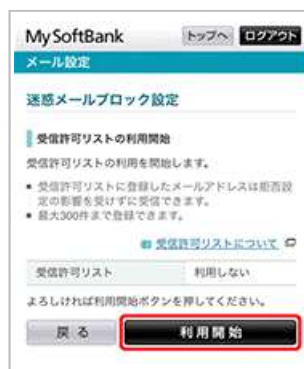 My SoftBank トップへ ログアウト
メール設定
迷惑メールブロック設定
受信許可リストの利用開始
受信許可リストの利用を開始します。
• 受信許可リストに登録したメールアドレスは拒否設
定の影響を受けずに受信できます。
• 最大300件まで登録できます。
受信許可リストについて
受信許可リスト 利用しない
よろしければ利用開始ボタンを押してください。
戻る 利用開始